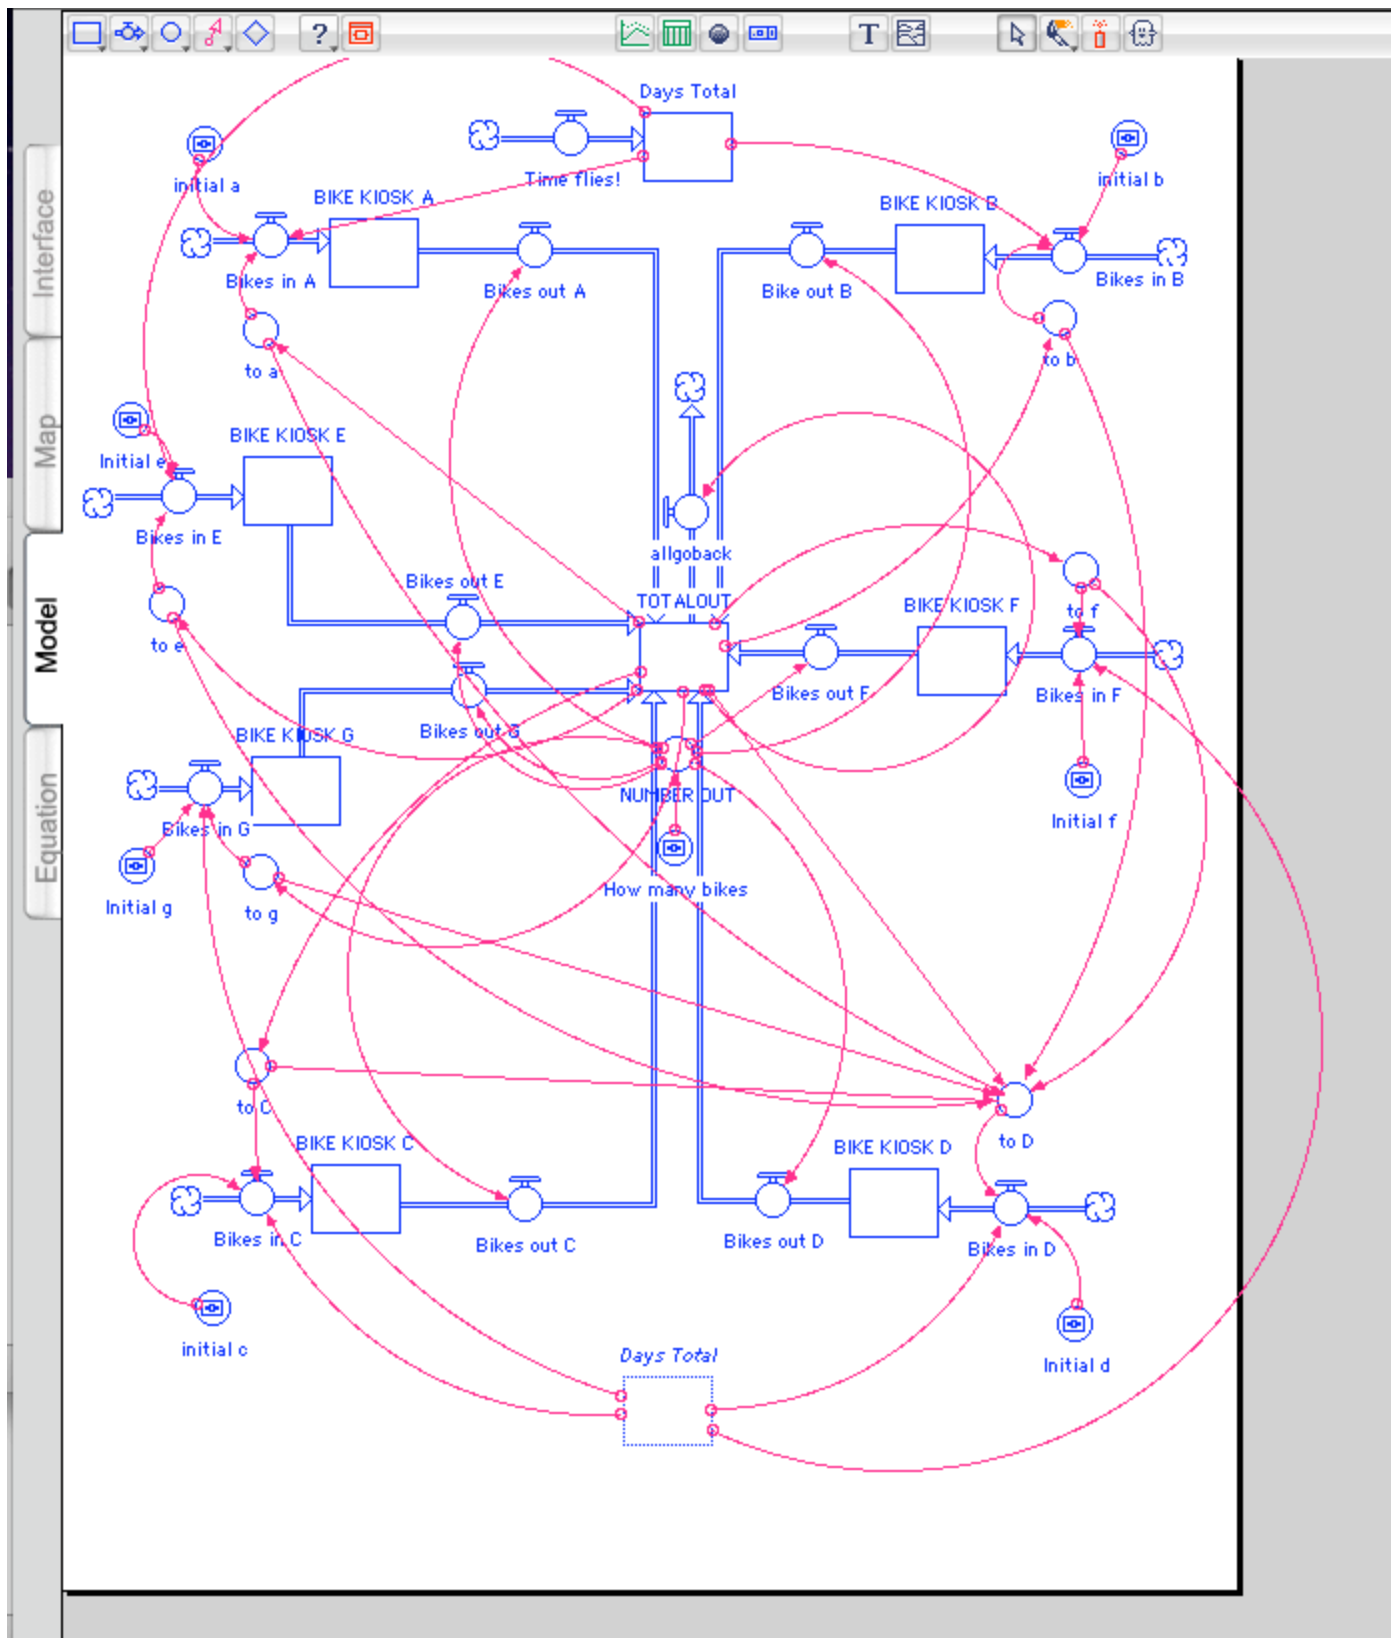 ?
T
Interface
Map
Model
Equation
Days Total
Time flies!
initial a
initial b
BIKE KIOSK A
BIKE KIOSK B
Bikes in A
Bikes out A
Bike out B
Bikes in B
to a
to b
Initial e
BIKE KIOSK E
Bikes in E
allgoback
Bikes out E
TOTALOUT
BIKE KIOSK F
to f
to e
Bikes out F
Bikes in F
BIKE KIOSK G
Bikes out G
NUMBER OUT
Bikes in G
Initial f
How many bikes
Initial g
to g
to C
to D
BIKE KIOSK C
BIKE KIOSK D
Bikes in C
Bikes out C
Bikes out D
Bikes in D
initial c
Days Total
Initial d